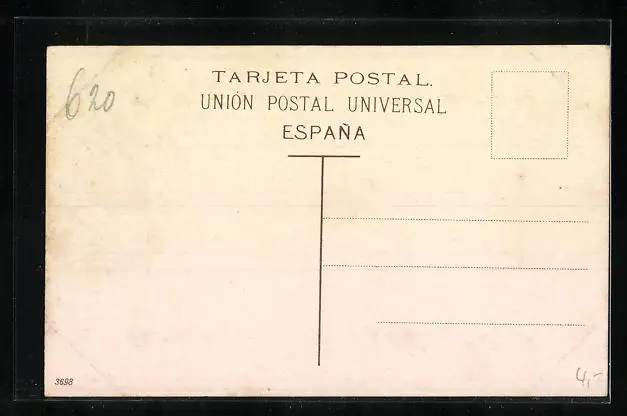 620
TARJETA POSTAL.
UNIÓN POSTAL UNIVERSAL
ESPAÑA
3698
4,-